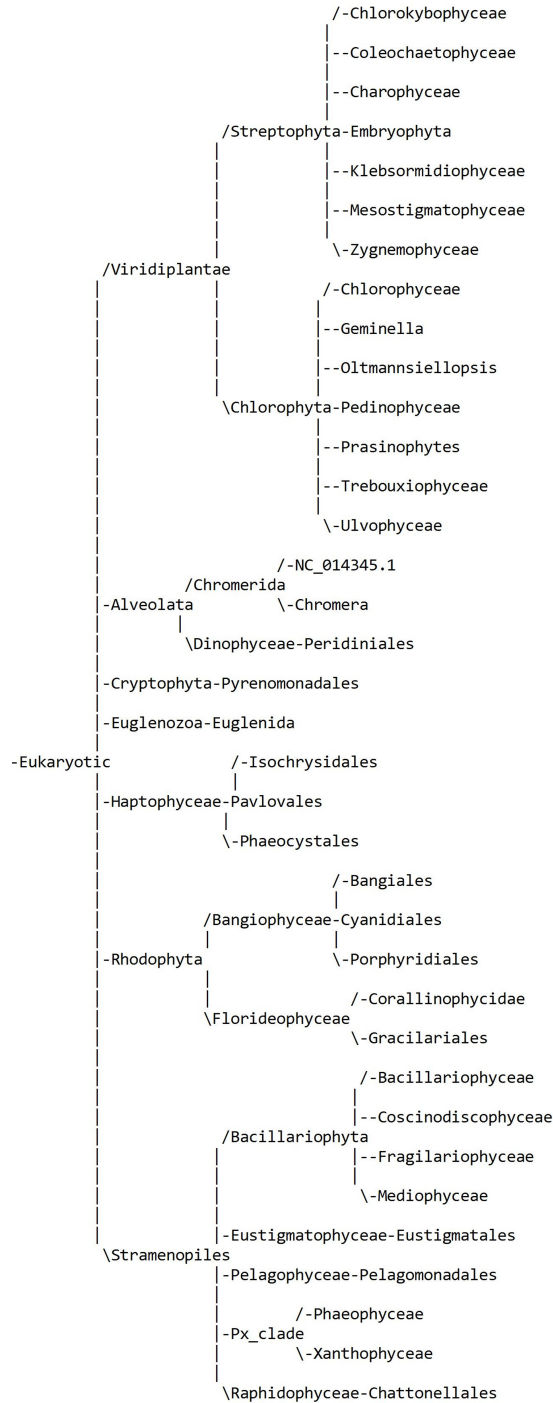 /-Chlorokybophyceae
|--Coleochaetophyceae
|--Charophyceae
/Streptophyta-Embryophyta
|--Klebsormidiophyceae
|--Mesostigmatophyceae
\-Zygnemophyceae
/Viridiplantae
/-Chlorophyceae
|--Geminella
|--Oltmannsiellopsis
\Chlorophyta-Pedinophyceae
|--Prasinophytes
|--Trebouxiophyceae
\-Ulvophyceae
/-NC_014345.1
/Chromerida
|-Alveolata \-Chromera
\Dinophyceae-Peridiniales
|-Cryptophyta-Pyrenomonadales
|-Euglenozoa-Euglenida
-Eukaryotic /-Isochrysidales
|-Haptophyceae-Pavlovales
\-Phaeocystales
/-Bangiales
/Bangiophyceae-Cyanidiales
|-Rhodophyta \-Porphyridiales
/-Corallinophycidae
\Florideophyceae
\-Gracilariales
/-Bacillariophyceae
|--Coscinodiscophyceae
/Bacillariophyta
|--Fragilariophyceae
\-Mediophyceae
|-Eustigmatophyceae-Eustigmatales
\Stramenopiles
|-Pelagophyceae-Pelagomonadales
/-Phaeophyceae
|-Px_clade
\-Xanthophyceae
\Raphidophyceae-Chattonellales